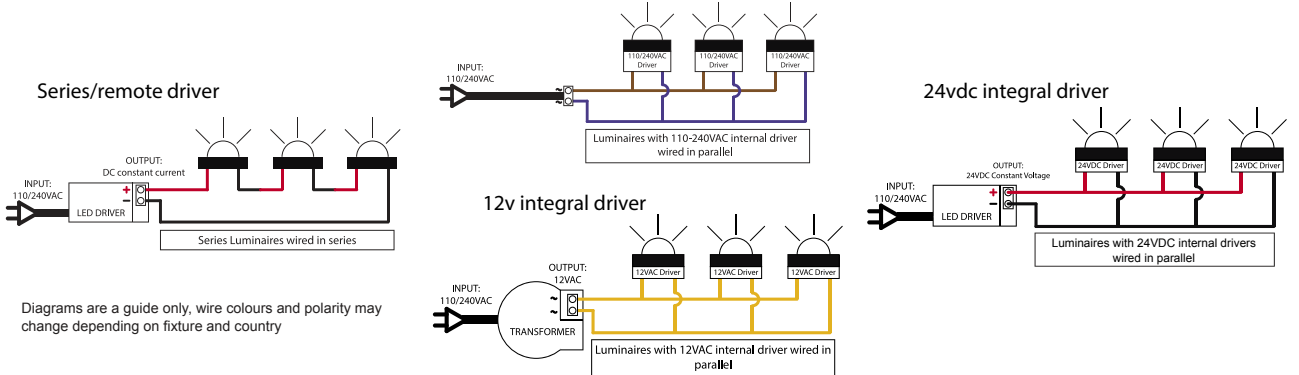 Series/remote driver
INPUT:
110/240VAC
LED DRIVER
OUTPUT:
DC constant current
+
–
Series Luminaires wired in series
Diagrams are a guide only, wire colours and polarity may
change depending on fixture and country
INPUT:
110/240VAC
~
~
110/240VAC
Driver
110/240VAC
Driver
110/240VAC
Driver
Luminaires with 110-240VAC internal driver
wired in parallel
12v integral driver
INPUT:
110/240VAC
TRANSFORMER
OUTPUT:
12VAC
~
~
12VAC Driver
12VAC Driver
12VAC Driver
Luminaires with 12VAC internal driver wired in
parallel
24vdc integral driver
INPUT:
110/240VAC
LED DRIVER
OUTPUT:
24VDC Constant Voltage
+
–
24VDC Driver
24VDC Driver
24VDC Driver
Luminaires with 24VDC internal drivers
wired in parallel